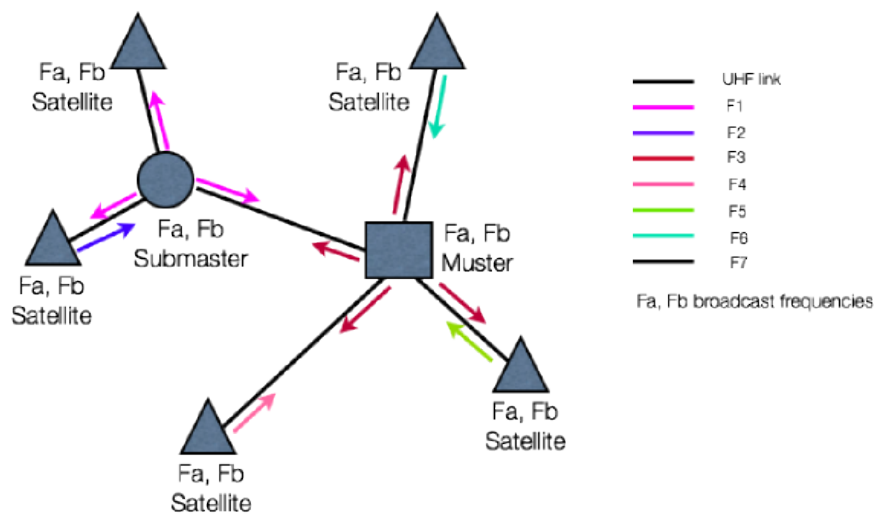 Fa, Fb
Satellite
Fa, Fb
Satellite
Fa, Fb
Submaster
Fa, Fb
Muster
Fa, Fb
Satellite
Fa, Fb
Satellite
Fa, Fb
Satellite
UHF link
F1
F2
F3
F4
F5
F6
F7
Fa, Fb broadcast frequencies